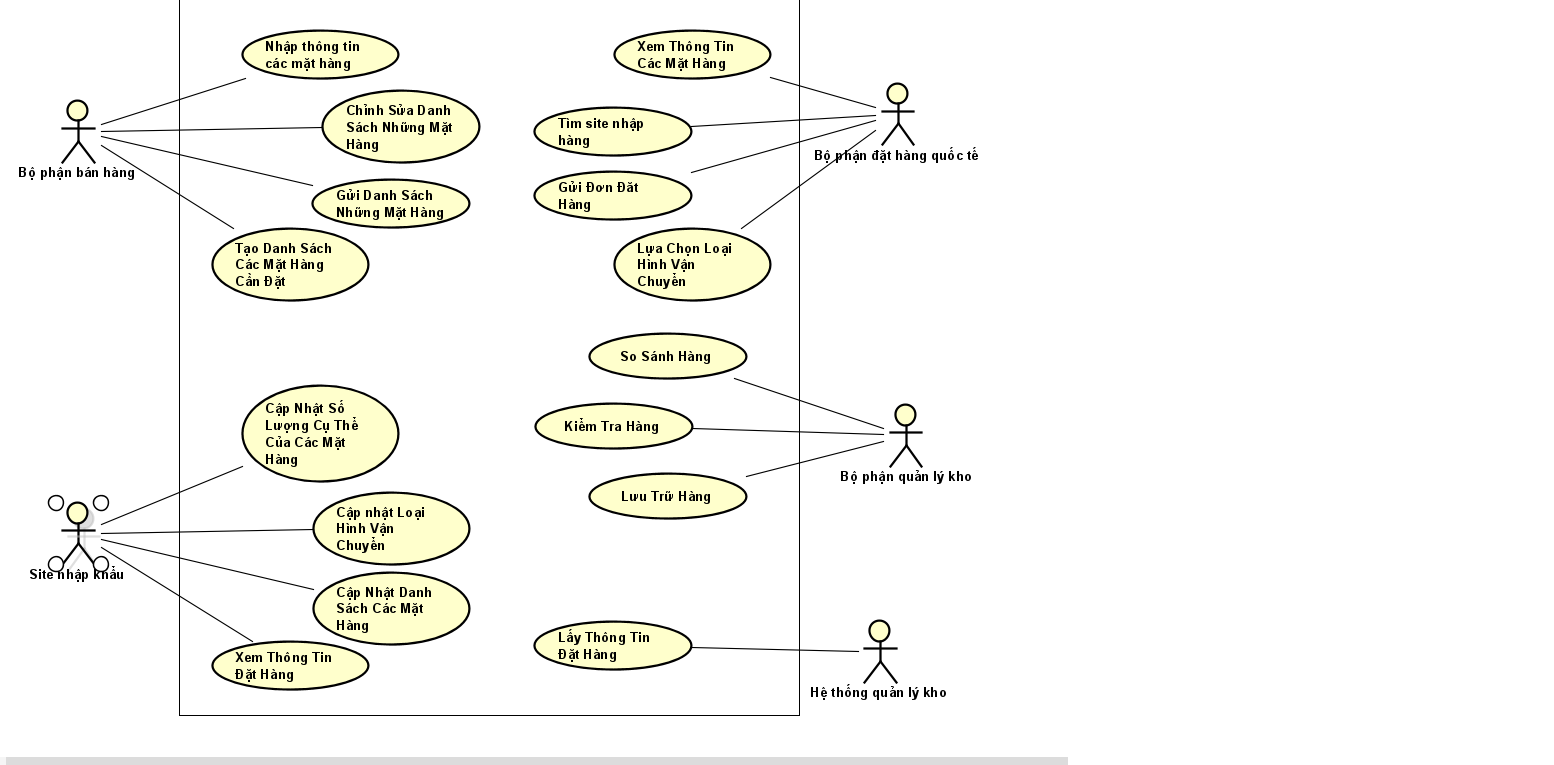 Nhập thông tin
các mặt hàng
Chỉnh Sửa Danh
Sách Những Mặt
Hàng
Bộ phận bán hàng
Gửi Danh Sách
Những Mặt Hàng
Tạo Danh Sách
Các Mặt Hàng
Cần Đặt
Xem Thông Tin
Các Mặt Hàng
Tìm site nhập
hàng
Bộ phận đặt hàng quốc tế
Gửi Đơn Đăt
Hàng
Lựa Chọn Loại
Hình Vận
Chuyển
So Sánh Hàng
Kiểm Tra Hàng
Bộ phận quản lý kho
Lưu Trữ Hàng
Cập Nhật Số
Lượng Cụ Thể
Của Các Mặt
Hàng
Cập nhật Loại
Hình Vận
Chuyển
Site nhập khẩu
Cập Nhật Danh
Sách Các Mặt
Hàng
Xem Thông Tin
Đặt Hàng
Lấy Thông Tin
Đặt Hàng
Hệ thống quản lý kho